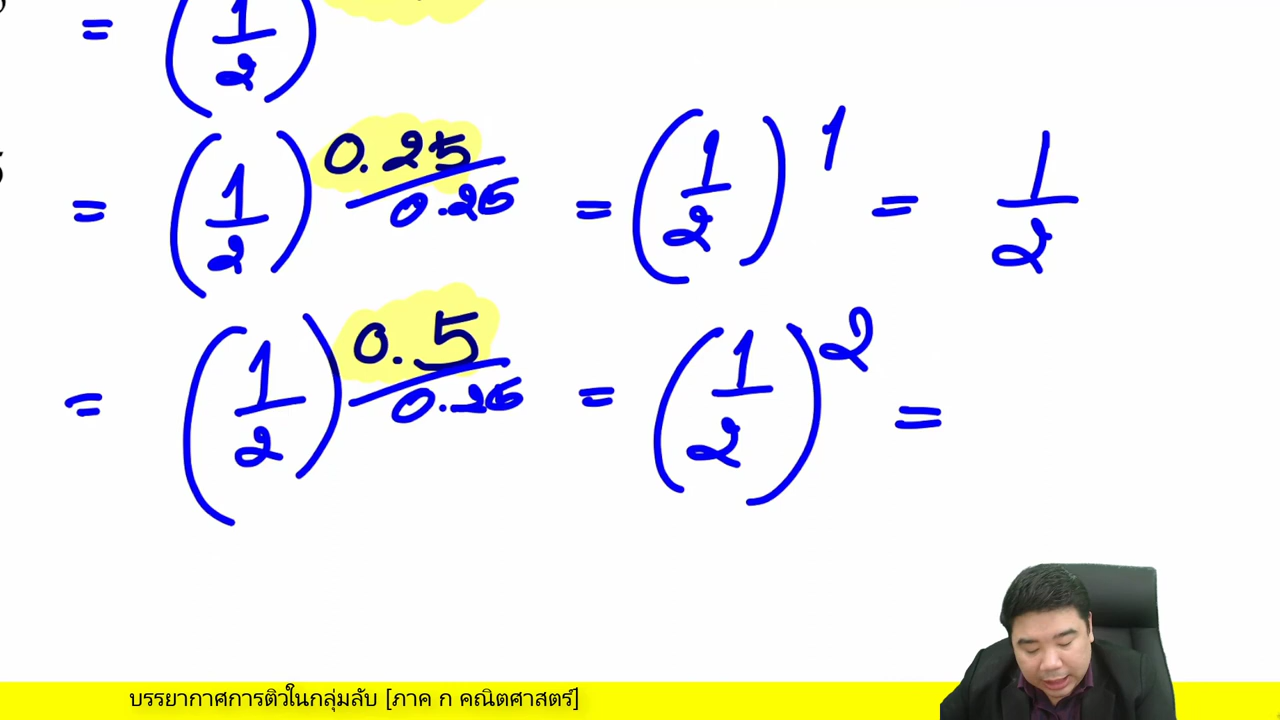 = (1/2)
= (1/2)^(0.25/0.25) = (1/2)^1 = 1/2
= (1/2)^(0.5/0.25) = (1/2)^2 =
บรรยากาศการติวในกลุ่มลับ [ภาค ก คณิตศาสตร์]